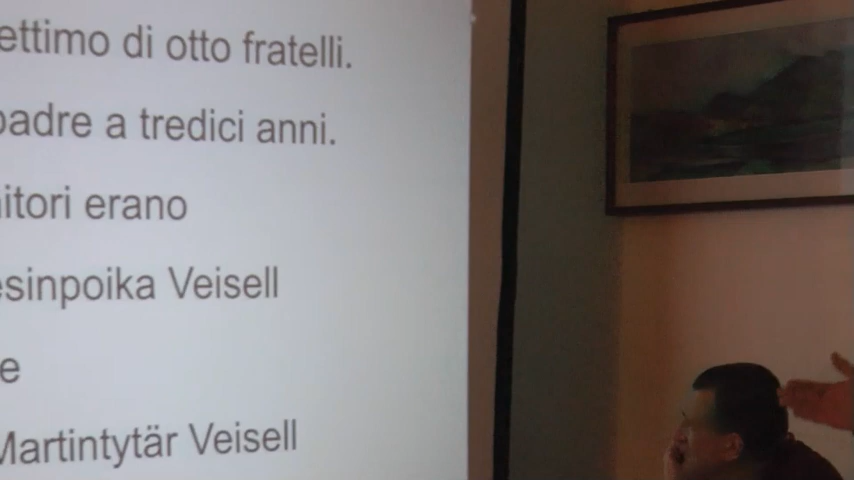 ettimo di otto fratelli.
padre a tredici anni.
itori erano
esinpoika Veisell
e
Martintytär Veisell